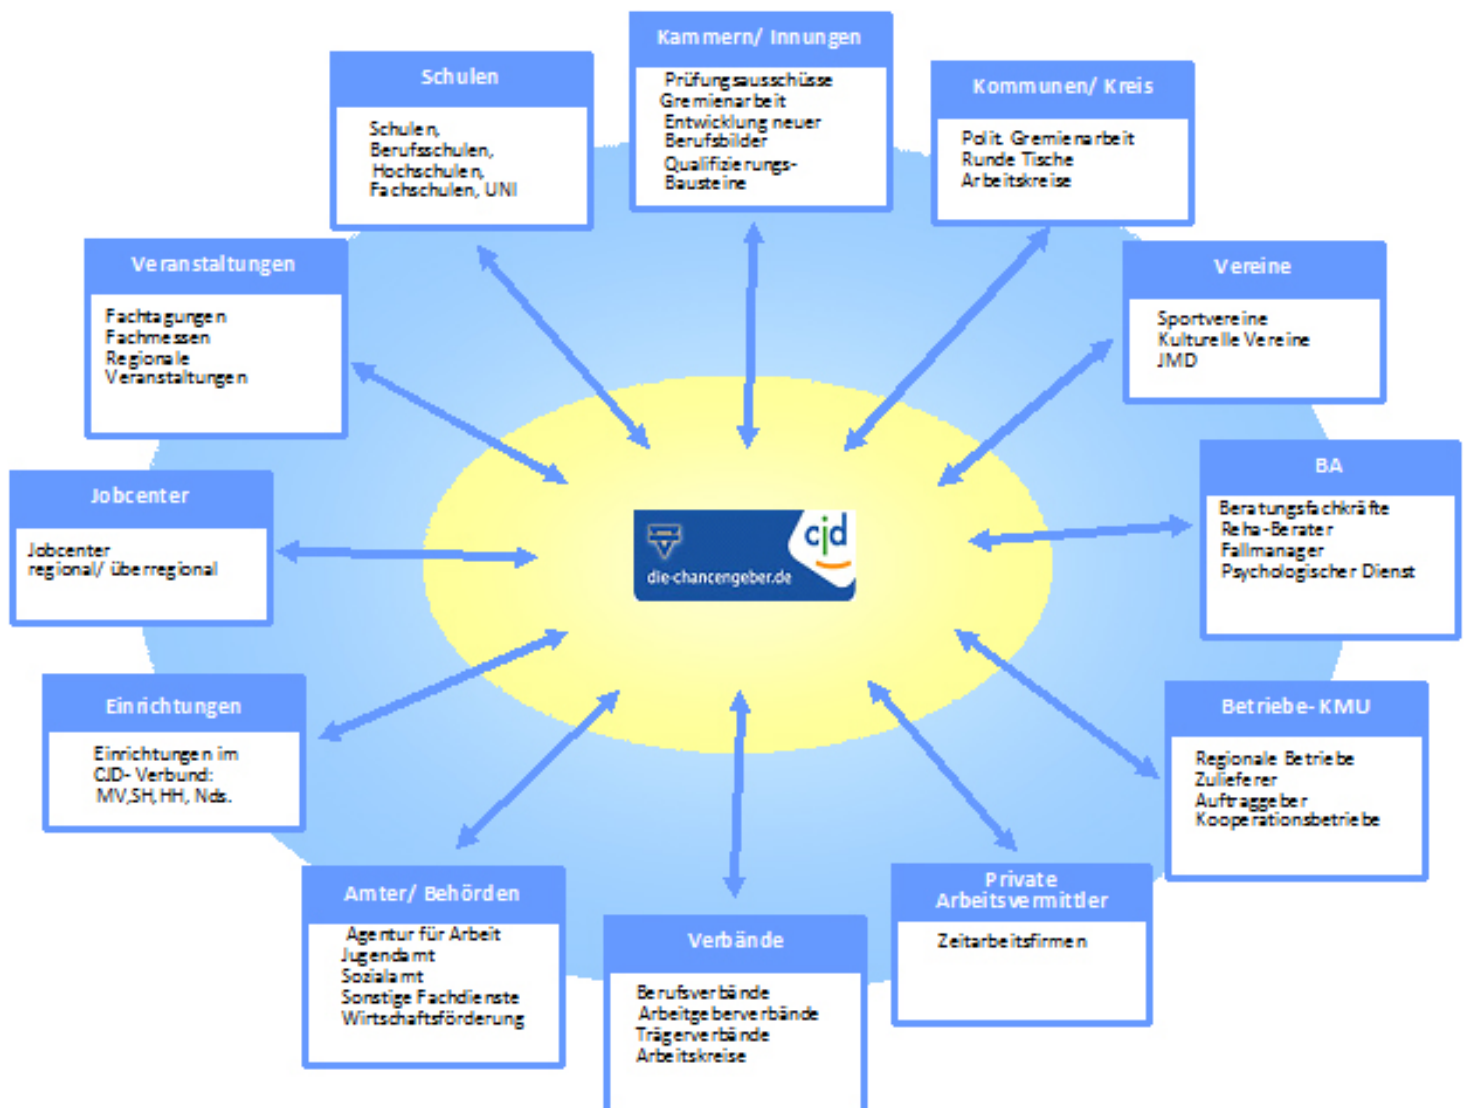 Kammern/ Innungen
Prüfungsausschüsse
Gremienarbeit
Entwicklung neuer
Berufsbilder
Qualifizierungs-
Bausteine
Schulen
Schulen,
Berufsschulen,
Hochschulen,
Fachschulen, UNI
Kommunen/ Kreis
Polit. Gremienarbeit
Runde Tische
Arbeitskreise
Veranstaltungen
Fachtagungen
Fachmessen
Regionale
Veranstaltungen
Vereine
Sportvereine
Kulturelle Vereine
JMD
Jobcenter
Jobcenter
regional/ überregional
cjd
die-chancengeber.de
BA
Beratungsfachkräfte
Reha-Berater
Fallmanager
Psychologischer Dienst
Einrichtungen
Einrichtungen im
CJD- Verbund:
MV,SH,HH, Nds.
Betriebe- KMU
Regionale Betriebe
Zulieferer
Auftraggeber
Kooperationsbetriebe
Amter/ Behörden
Agentur für Arbeit
Jugendamt
Sozialamt
Sonstige Fachdienste
Wirtschaftsförderung
Verbände
Berufsverbände
Arbeitgeberverbände
Trägerverbände
Arbeitskreise
Private
Arbeitsvermittler
Zeitarbeitsfirmen